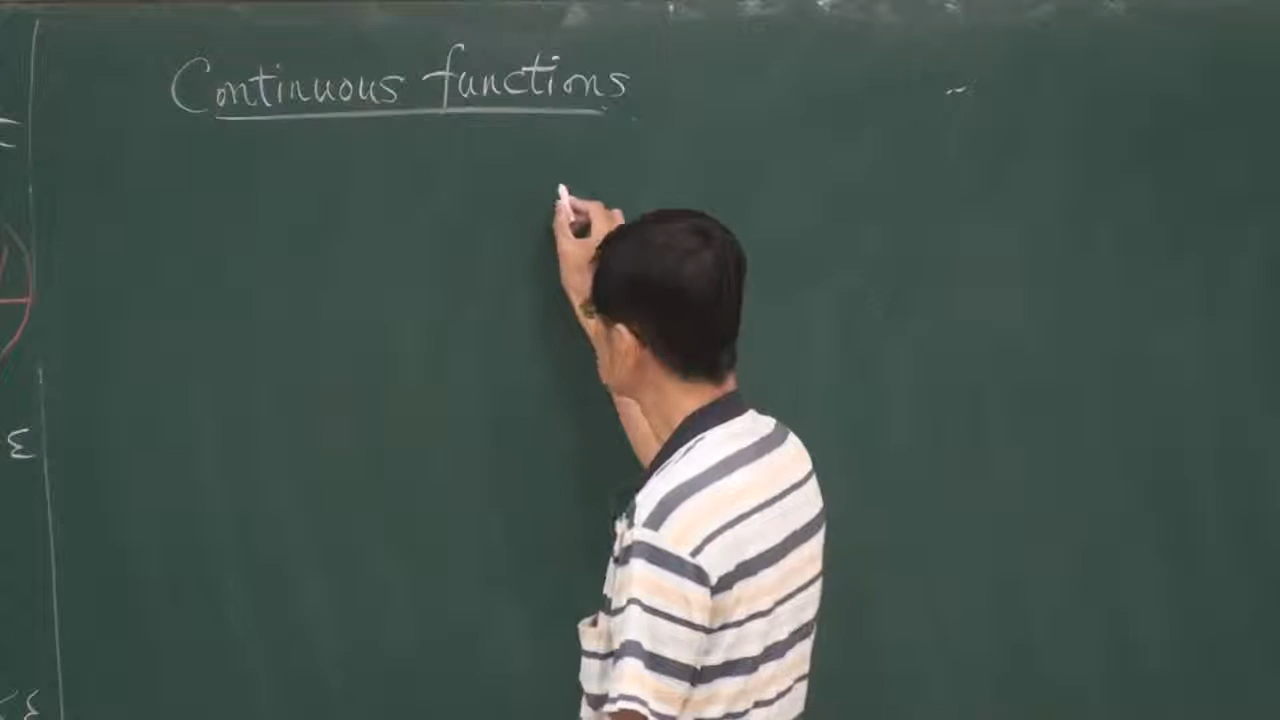 Continuous functions
ε
< ε